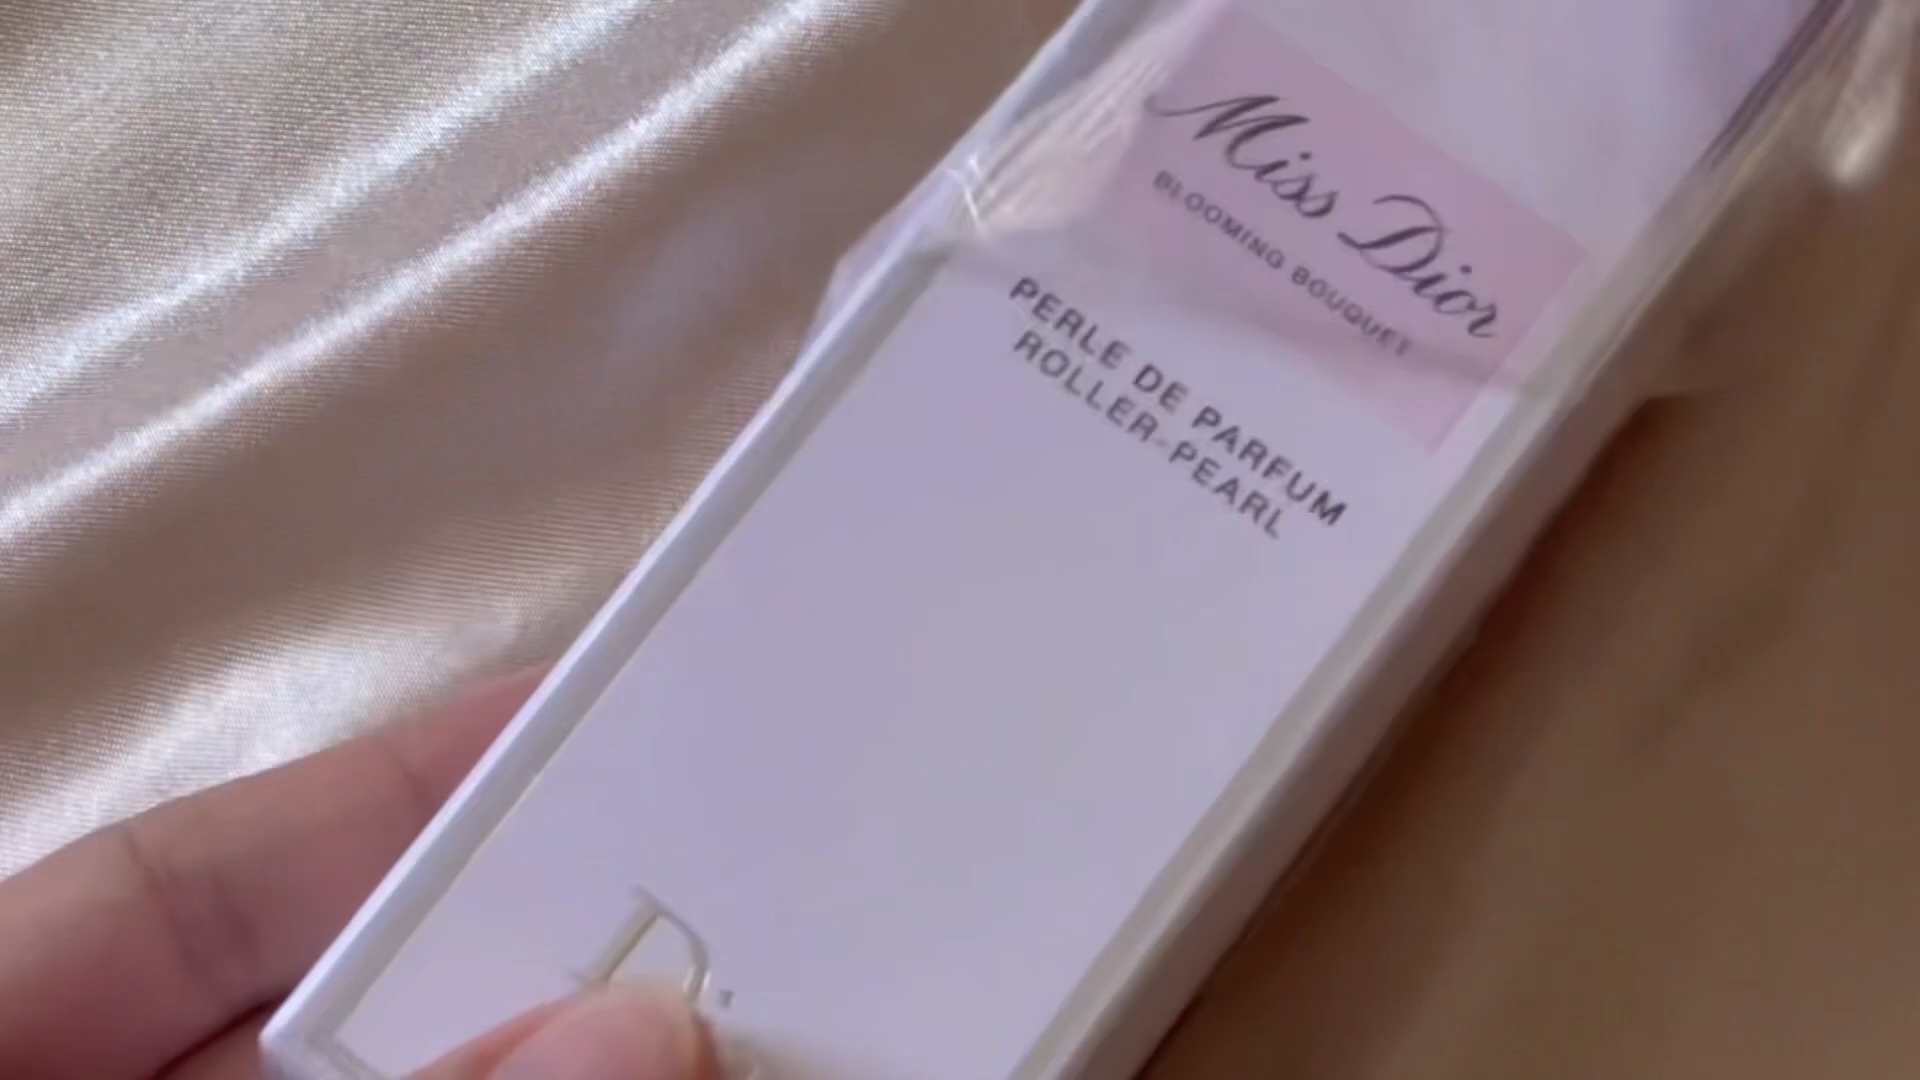 Miss Dior
BLOOMING BOUQUET
PERLE DE PARFUM
ROLLER-PEARL
D